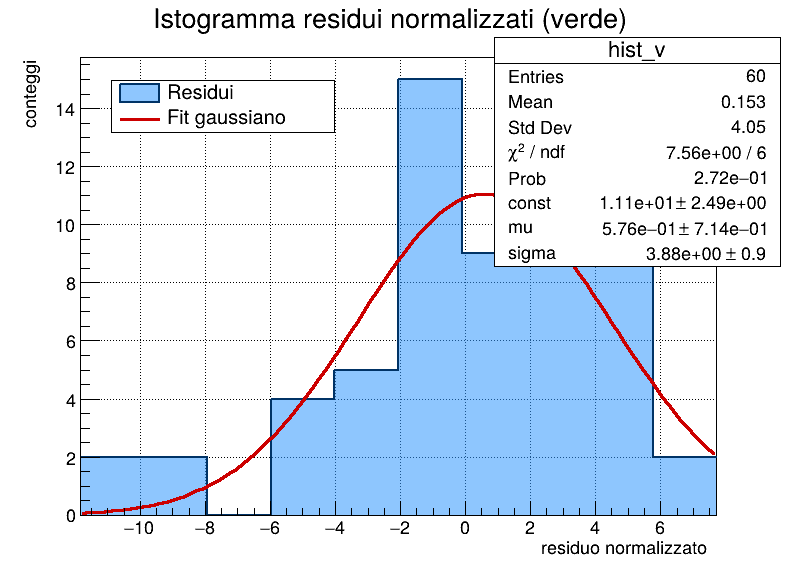 Istogramma residui normalizzati (verde)
hist_v
Entries 60
Mean 0.153
Std Dev 4.05
χ² / ndf 7.56e+00 / 6
Prob 2.72e−01
const 1.11e+01 ± 2.49e+00
mu 5.76e−01 ± 7.14e−01
sigma 3.88e+00 ± 0.9
Residui
Fit gaussiano
conteggi
14
12
10
8
6
4
2
0
−10 −8 −6 −4 −2 0 2 4 6
residuo normalizzato